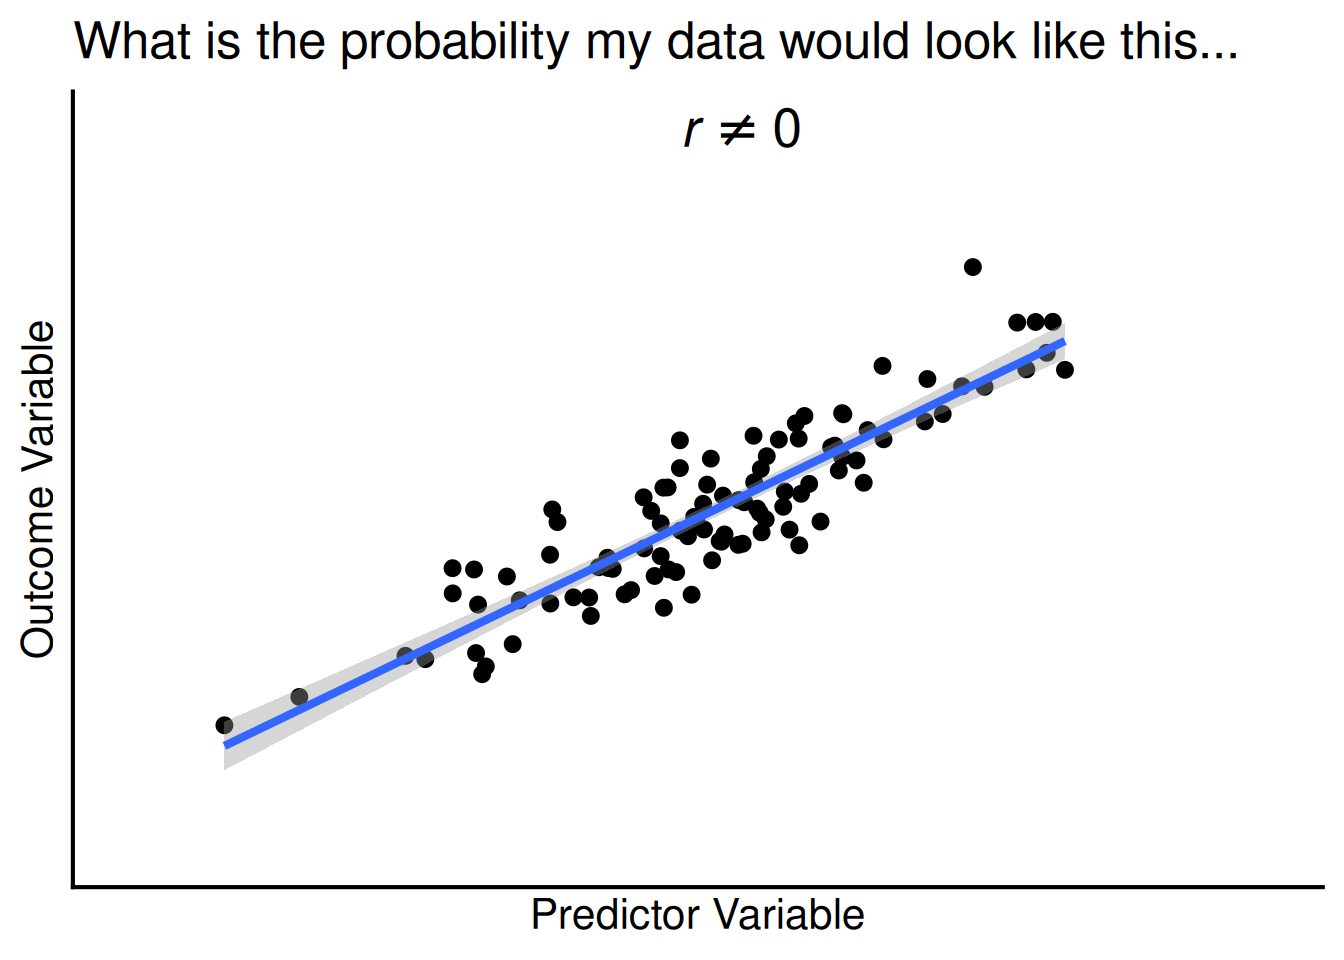 What is the probability my data would look like this...
r ≠ 0
Outcome Variable
Predictor Variable